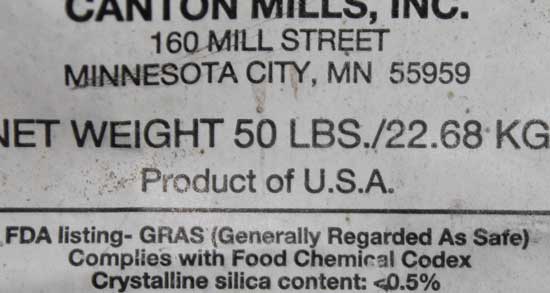 CANTON MILLS, INC.
160 MILL STREET
MINNESOTA CITY, MN 55959
NET WEIGHT 50 LBS./22.68 KG
Product of U.S.A.
FDA listing- GRAS (Generally Regarded As Safe)
Complies with Food Chemical Codex
Crystalline silica content: <0.5%